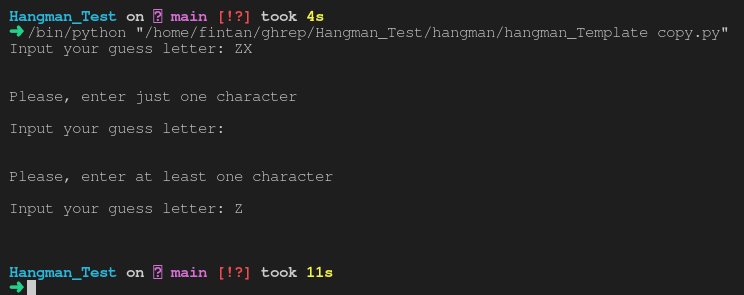 Hangman_Test on main [!?] took 4s
➜ /bin/python "/home/fintan/ghrep/Hangman_Test/hangman/hangman_Template copy.py"
Input your guess letter: ZX
Please, enter just one character
Input your guess letter:
Please, enter at least one character
Input your guess letter: Z
Hangman_Test on main [!?] took 11s
➜